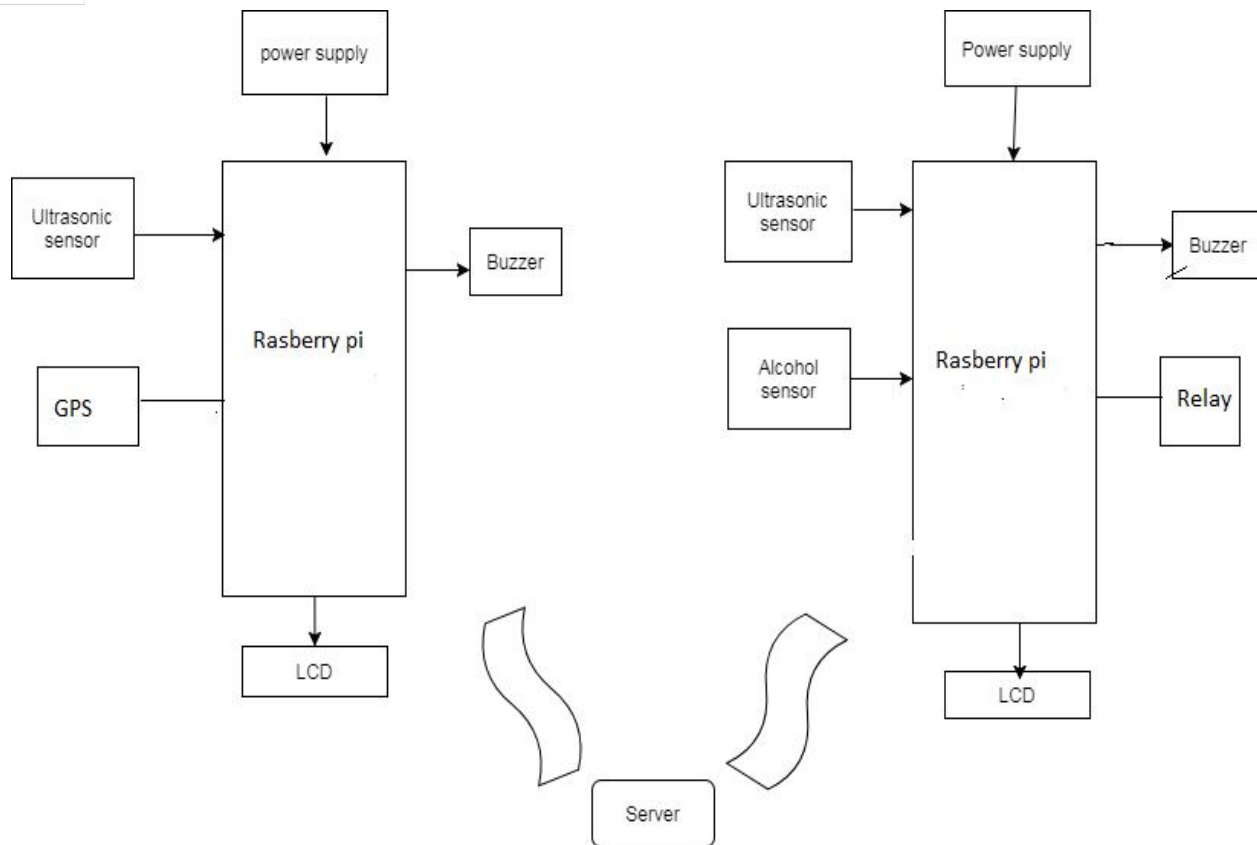 power supply
Ultrasonic
sensor
Buzzer
Rasberry pi
GPS
LCD
Power supply
Ultrasonic
sensor
Buzzer
Alcohol
sensor
Rasberry pi
Relay
LCD
Server